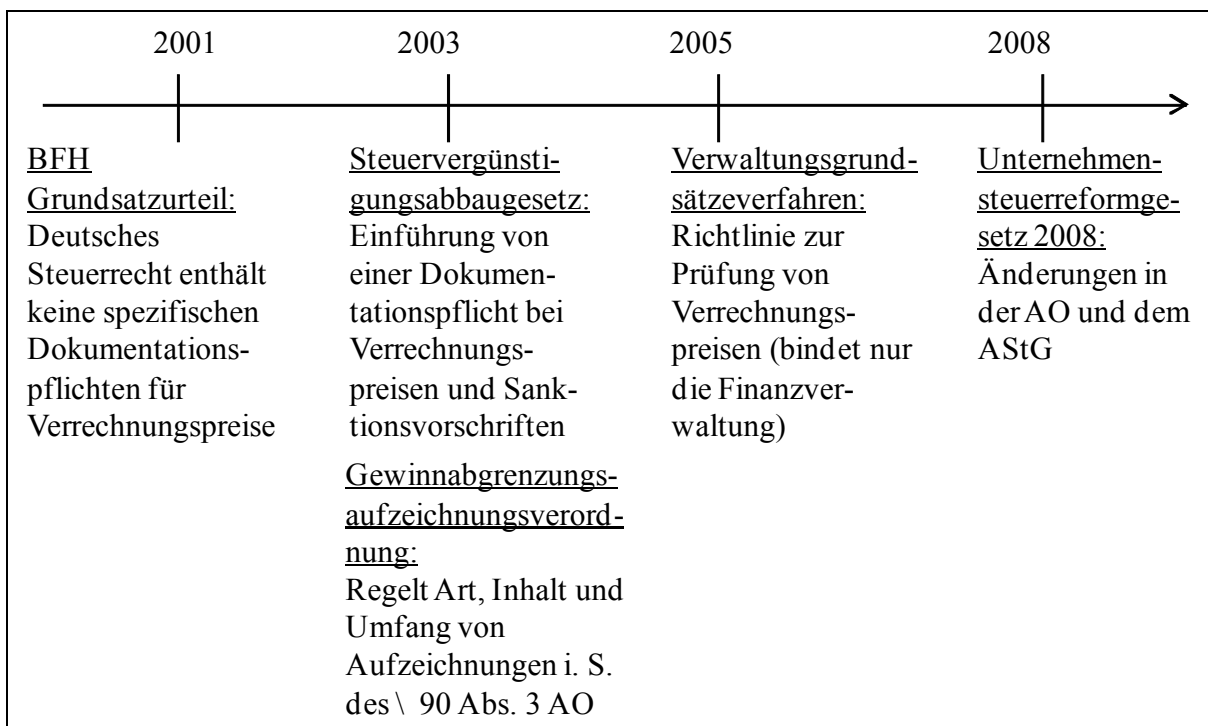 2001
2003
2005
2008
BFH
Grundsatzurteil:
Deutsches
Steuerrecht enthält
keine spezifischen
Dokumentations-
pflichten für
Verrechnungspreise
Steuervergünsti-
gungsabbaugesetz:
Einführung von
einer Dokumen-
tationspflicht bei
Verrechnungs-
preisen und Sank-
tionsvorschriften
Gewinnabgrenzungs-
aufzeichnungsverord-
nung:
Regelt Art, Inhalt und
Umfang von
Aufzeichnungen i. S.
des \ 90 Abs. 3 AO
Verwaltungsgrund-
sätzeverfahren:
Richtlinie zur
Prüfung von
Verrechnungs-
preisen (bindet nur
die Finanzver-
waltung)
Unternehmen-
steuerreformge-
setz 2008:
Änderungen in
der AO und dem
AStG